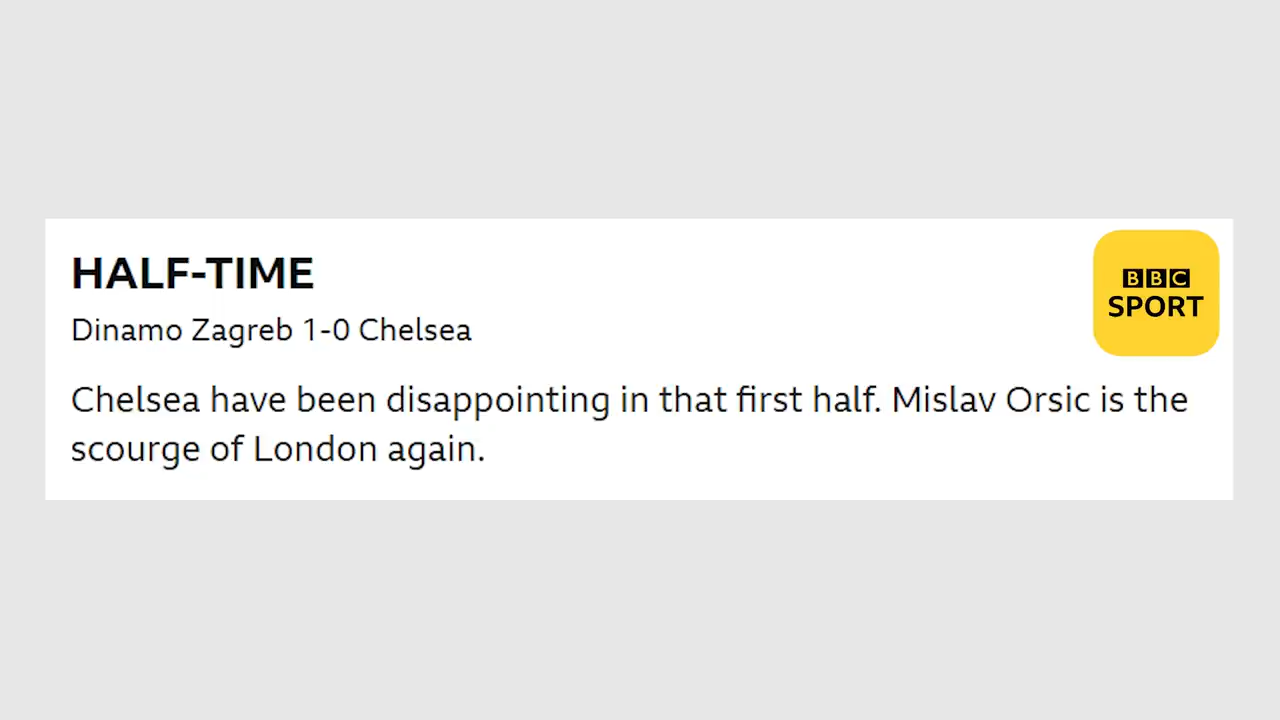 HALF-TIME
Dinamo Zagreb 1-0 Chelsea
Chelsea have been disappointing in that first half. Mislav Orsic is the
scourge of London again.
BBC
SPORT